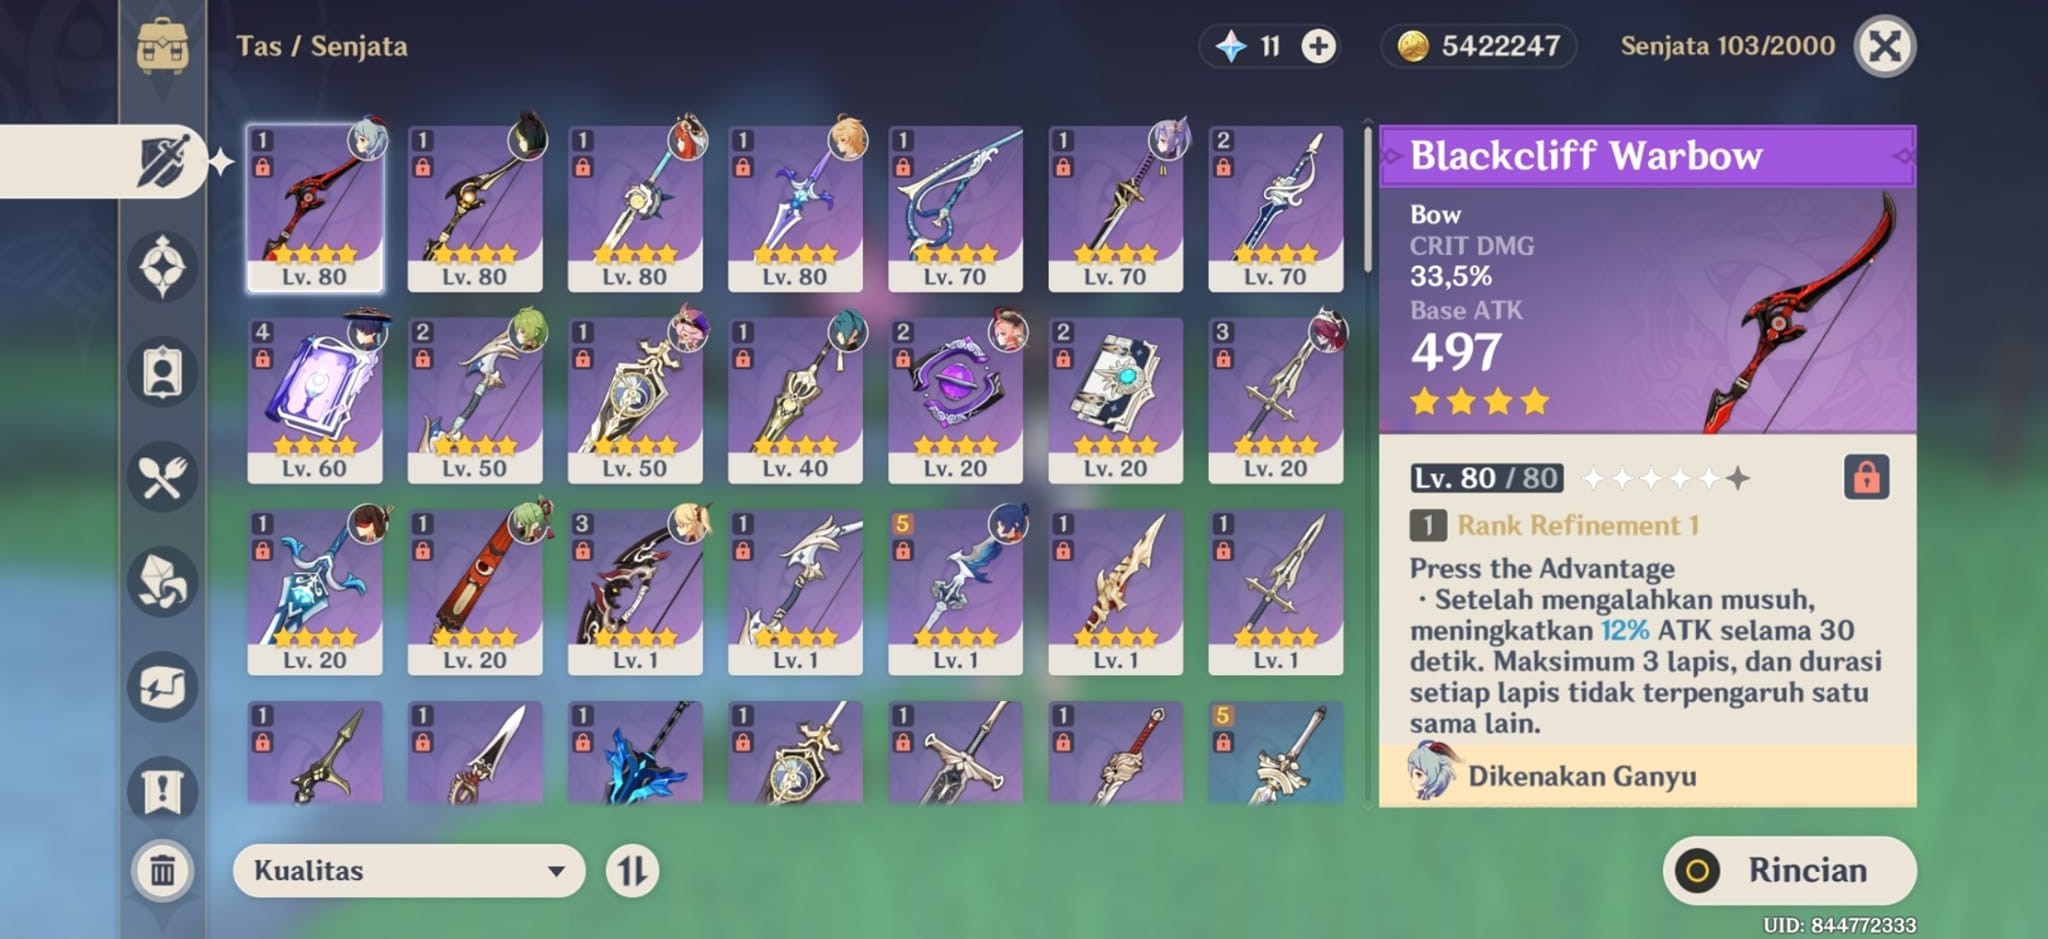 Tas / Senjata
11
5422247
Senjata 103/2000
1 1 1 1 1 1 2
Lv. 80 Lv. 80 Lv. 80 Lv. 80 Lv. 70 Lv. 70 Lv. 70
4 2 1 1 2 2 3
Lv. 60 Lv. 50 Lv. 50 Lv. 40 Lv. 20 Lv. 20 Lv. 20
1 1 3 1 5 1 1
Lv. 20 Lv. 20 Lv. 1 Lv. 1 Lv. 1 Lv. 1 Lv. 1
1 1 1 1 1 1 5
Kualitas
Blackcliff Warbow
Bow
CRIT DMG
33,5%
Base ATK
497
Lv. 80 / 80
1 Rank Refinement 1
Press the Advantage
· Setelah mengalahkan musuh,
meningkatkan 12% ATK selama 30
detik. Maksimum 3 lapis, dan durasi
setiap lapis tidak terpengaruh satu
sama lain.
Dikenakan Ganyu
Rincian
UID: 844772333